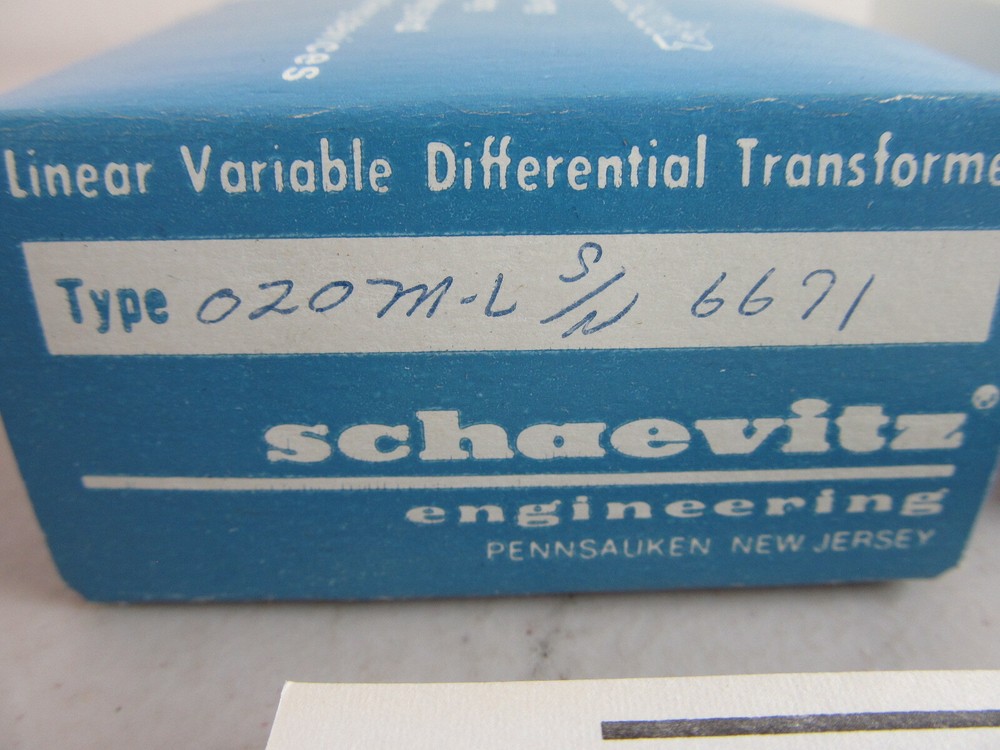 Linear Variable Differential Transforme
Type 020M-L S/N 6671
schaevitz®
engineering
PENNSAUKEN NEW JERSEY